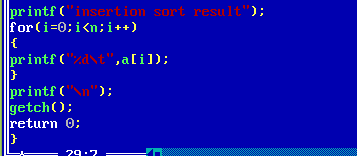 printf("insertion sort result");
for(i=0;i<n;i++)
{
printf("%d\t",a[i]);
}
printf("\n");
getch();
return 0;
}
29:2